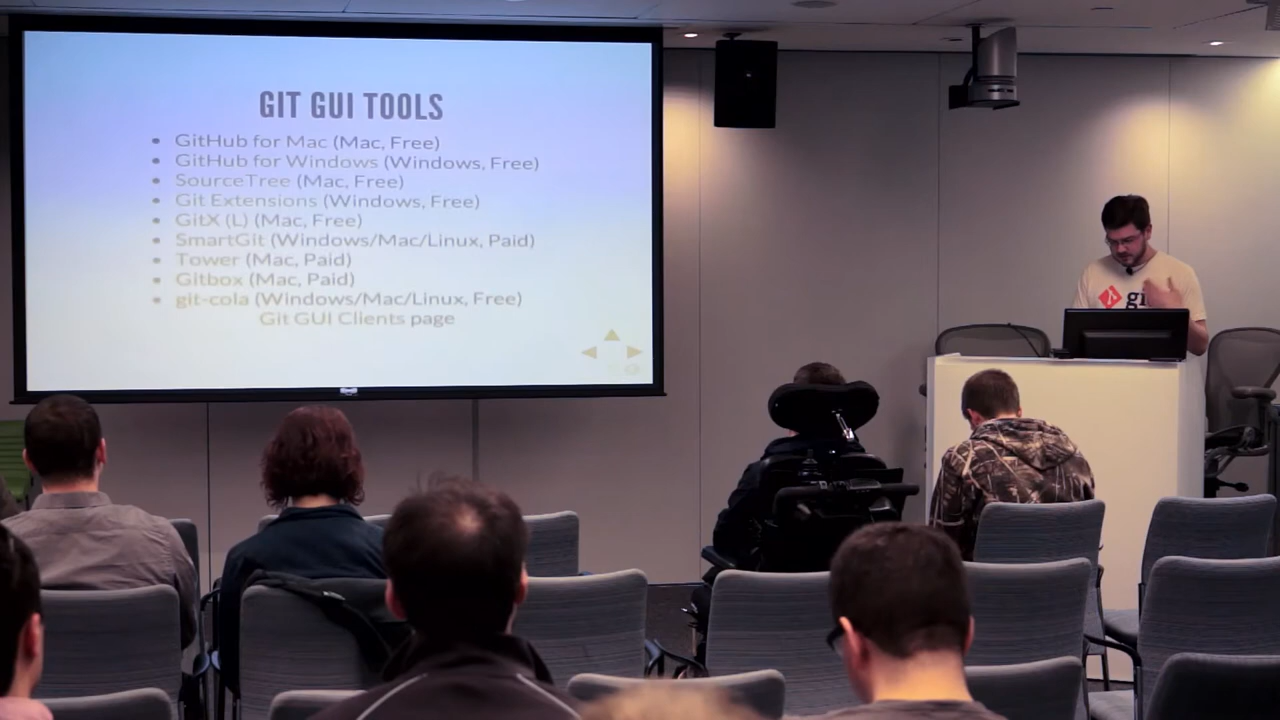 GIT GUI TOOLS
• GitHub for Mac (Mac, Free)
• GitHub for Windows (Windows, Free)
• SourceTree (Mac, Free)
• Git Extensions (Windows, Free)
• GitX (L) (Mac, Free)
• SmartGit (Windows/Mac/Linux, Paid)
• Tower (Mac, Paid)
• Gitbox (Mac, Paid)
• git-cola (Windows/Mac/Linux, Free)
Git GUI Clients page